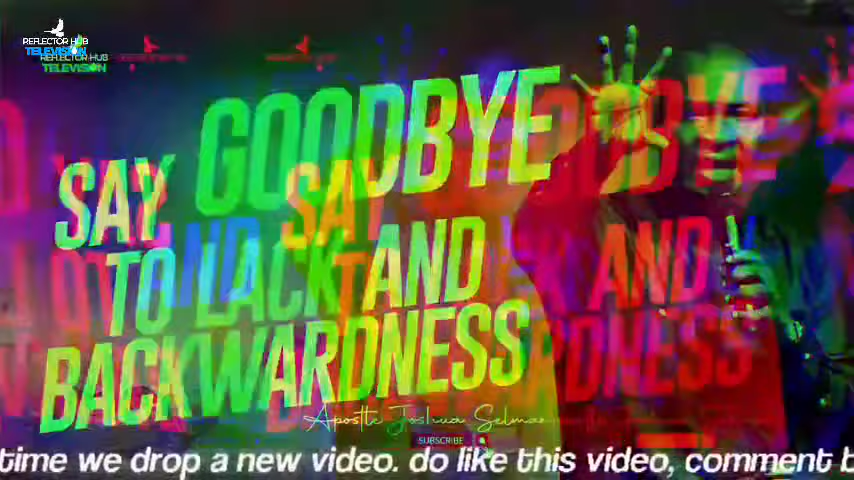 REFLECTOR HUB
TELEVISION
REFLECTOR HUB
TELEVISION
SAY GOODBYE
TO LACK AND
BACKWARDNESS
Apostle Joshua Selman
SUBSCRIBE
time we drop a new video. do like this video, comment b